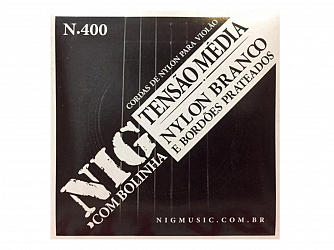 N.400
CORDAS DE NYLON PARA VIOLÃO
TENSÃO MÉDIA
NYLON BRANCO
E BORDÕES PRATEADOS
NIG
COM BOLINHA
NIGMUSIC.COM.BR